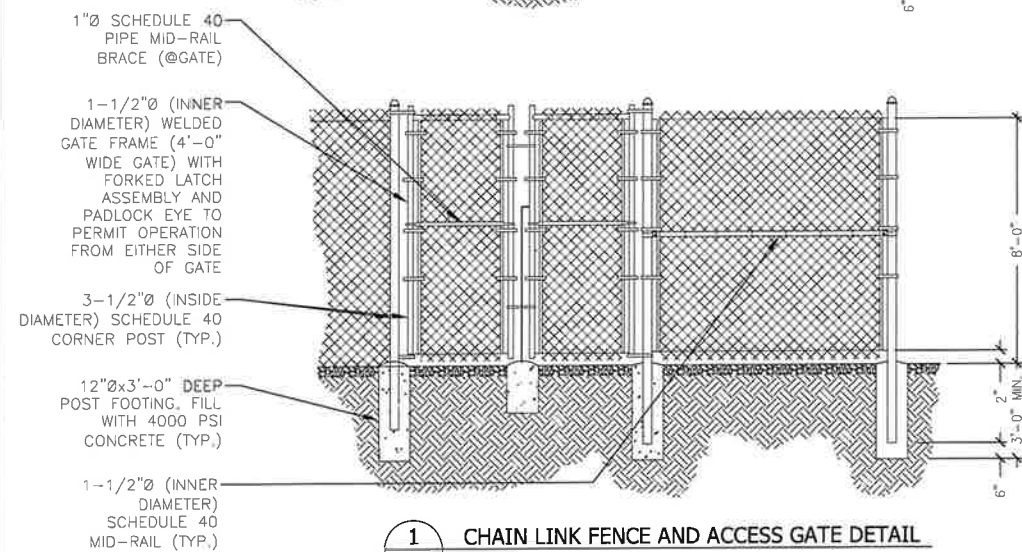 6"
1"Ø SCHEDULE 40
PIPE MID-RAIL
BRACE (@GATE)
1-1/2"Ø (INNER
DIAMETER) WELDED
GATE FRAME (4'-0"
WIDE GATE) WITH
FORKED LATCH
ASSEMBLY AND
PADLOCK EYE TO
PERMIT OPERATION
FROM EITHER SIDE
OF GATE
3-1/2"Ø (INSIDE
DIAMETER) SCHEDULE 40
CORNER POST (TYP.)
12"Øx3'-0" DEEP
POST FOOTING. FILL
WITH 4000 PSI
CONCRETE (TYP.)
1-1/2"Ø (INNER
DIAMETER)
SCHEDULE 40
MID-RAIL (TYP.)
8'-0"
2"
3'-0" MIN.
6"
1 CHAIN LINK FENCE AND ACCESS GATE DETAIL